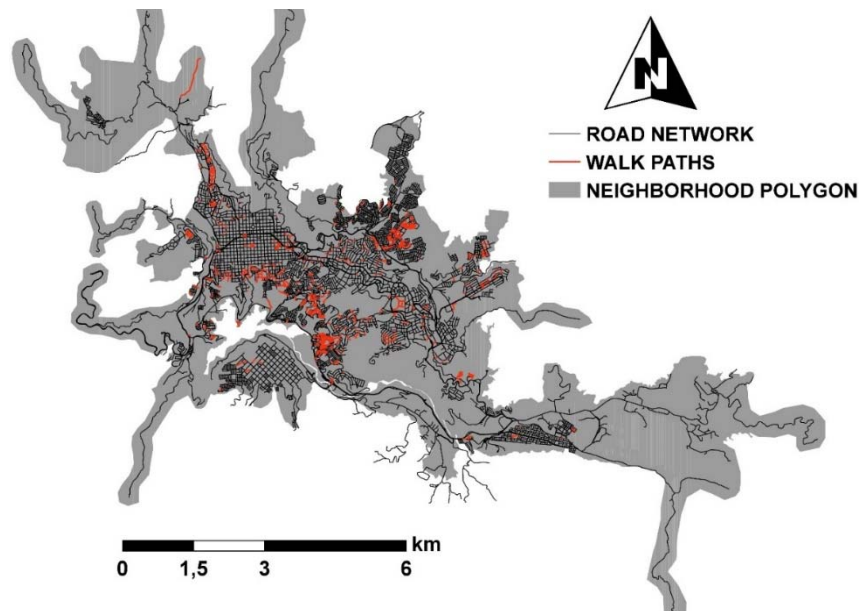 N
ROAD NETWORK
WALK PATHS
NEIGHBORHOOD POLYGON
km
0 1,5 3 6